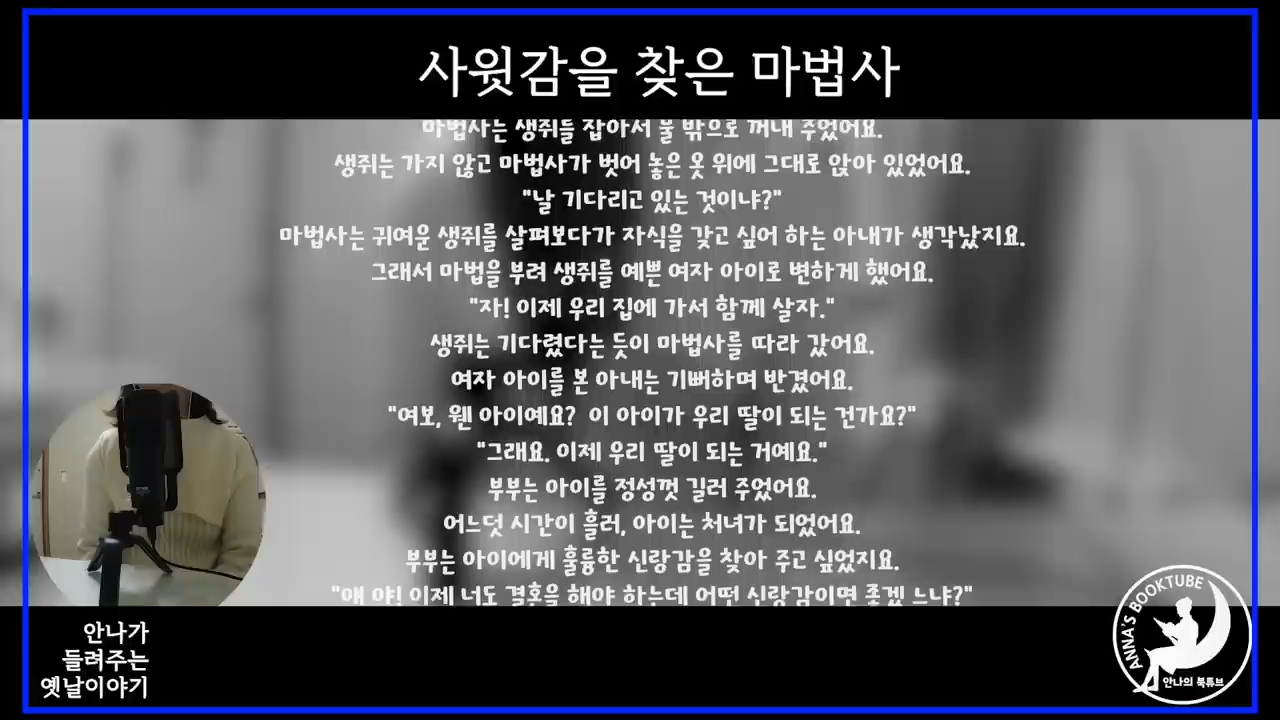 사윗감을 찾은 마법사
마법사는 생쥐를 잡아서 물 밖으로 꺼내 주었어요.
생쥐는 가지 않고 마법사가 벗어 놓은 옷 위에 그대로 앉아 있었어요.
"날 기다리고 있는 것이냐?"
마법사는 귀여운 생쥐를 살펴보다가 자식을 갖고 싶어 하는 아내가 생각났지요.
그래서 마법을 부려 생쥐를 예쁜 여자 아이로 변하게 했어요.
"자! 이제 우리 집에 가서 함께 살자."
생쥐는 기다렸다는 듯이 마법사를 따라 갔어요.
여자 아이를 본 아내는 기뻐하며 반겼어요.
"여보, 웬 아이예요? 이 아이가 우리 딸이 되는 건가요?"
"그래요. 이제 우리 딸이 되는 거예요."
부부는 아이를 정성껏 길러 주었어요.
어느덧 시간이 흘러, 아이는 처녀가 되었어요.
부부는 아이에게 훌륭한 신랑감을 찾아 주고 싶었지요.
"얘 야! 이제 너도 결혼을 해야 하는데 어떤 신랑감이면 좋겠 느냐?"
안나가
들려주는
옛날이야기
ANNA'S BOOKTUBE
안나의 북튜브